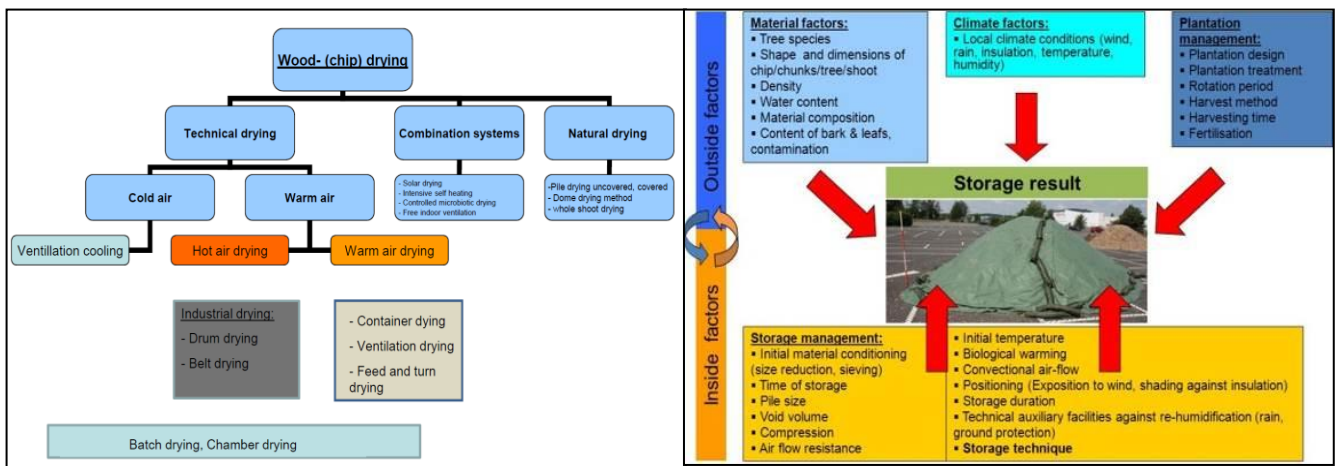 Wood- (chip) drying
Technical drying
Combination systems
Natural drying
Cold air
Warm air
- Solar drying
- Intensive self heating
- Controlled microbiotic drying
- Free indoor ventilation
-Pile drying uncovered, covered
- Dome drying method
- whole shoot drying
Ventillation cooling
Hot air drying
Warm air drying
Industrial drying:
- Drum drying
- Belt drying
- Container dying
- Ventilation drying
- Feed and turn
drying
Batch drying, Chamber drying
Outside factors
Inside factors
Material factors:
▪ Tree species
▪ Shape and dimensions of
chip/chunks/tree/shoot
▪ Density
▪ Water content
▪ Material composition
▪ Content of bark & leafs,
contamination
Climate factors:
▪ Local climate conditions (wind,
rain, insulation, temperature,
humidity)
Plantation
management:
▪ Plantation design
▪ Plantation treatment
▪ Rotation period
▪ Harvest method
▪ Harvesting time
▪ Fertilisation
Storage result
Storage management:
▪ Initial material conditioning
(size reduction, sieving)
▪ Time of storage
▪ Pile size
▪ Void volume
▪ Compression
▪ Air flow resistance
▪ Initial temperature
▪ Biological warming
▪ Convectional air-flow
▪ Positioning (Exposition to wind, shading against insulation)
▪ Storage duration
▪ Technical auxiliary facilities against re-humidification (rain,
ground protection)
▪ Storage technique